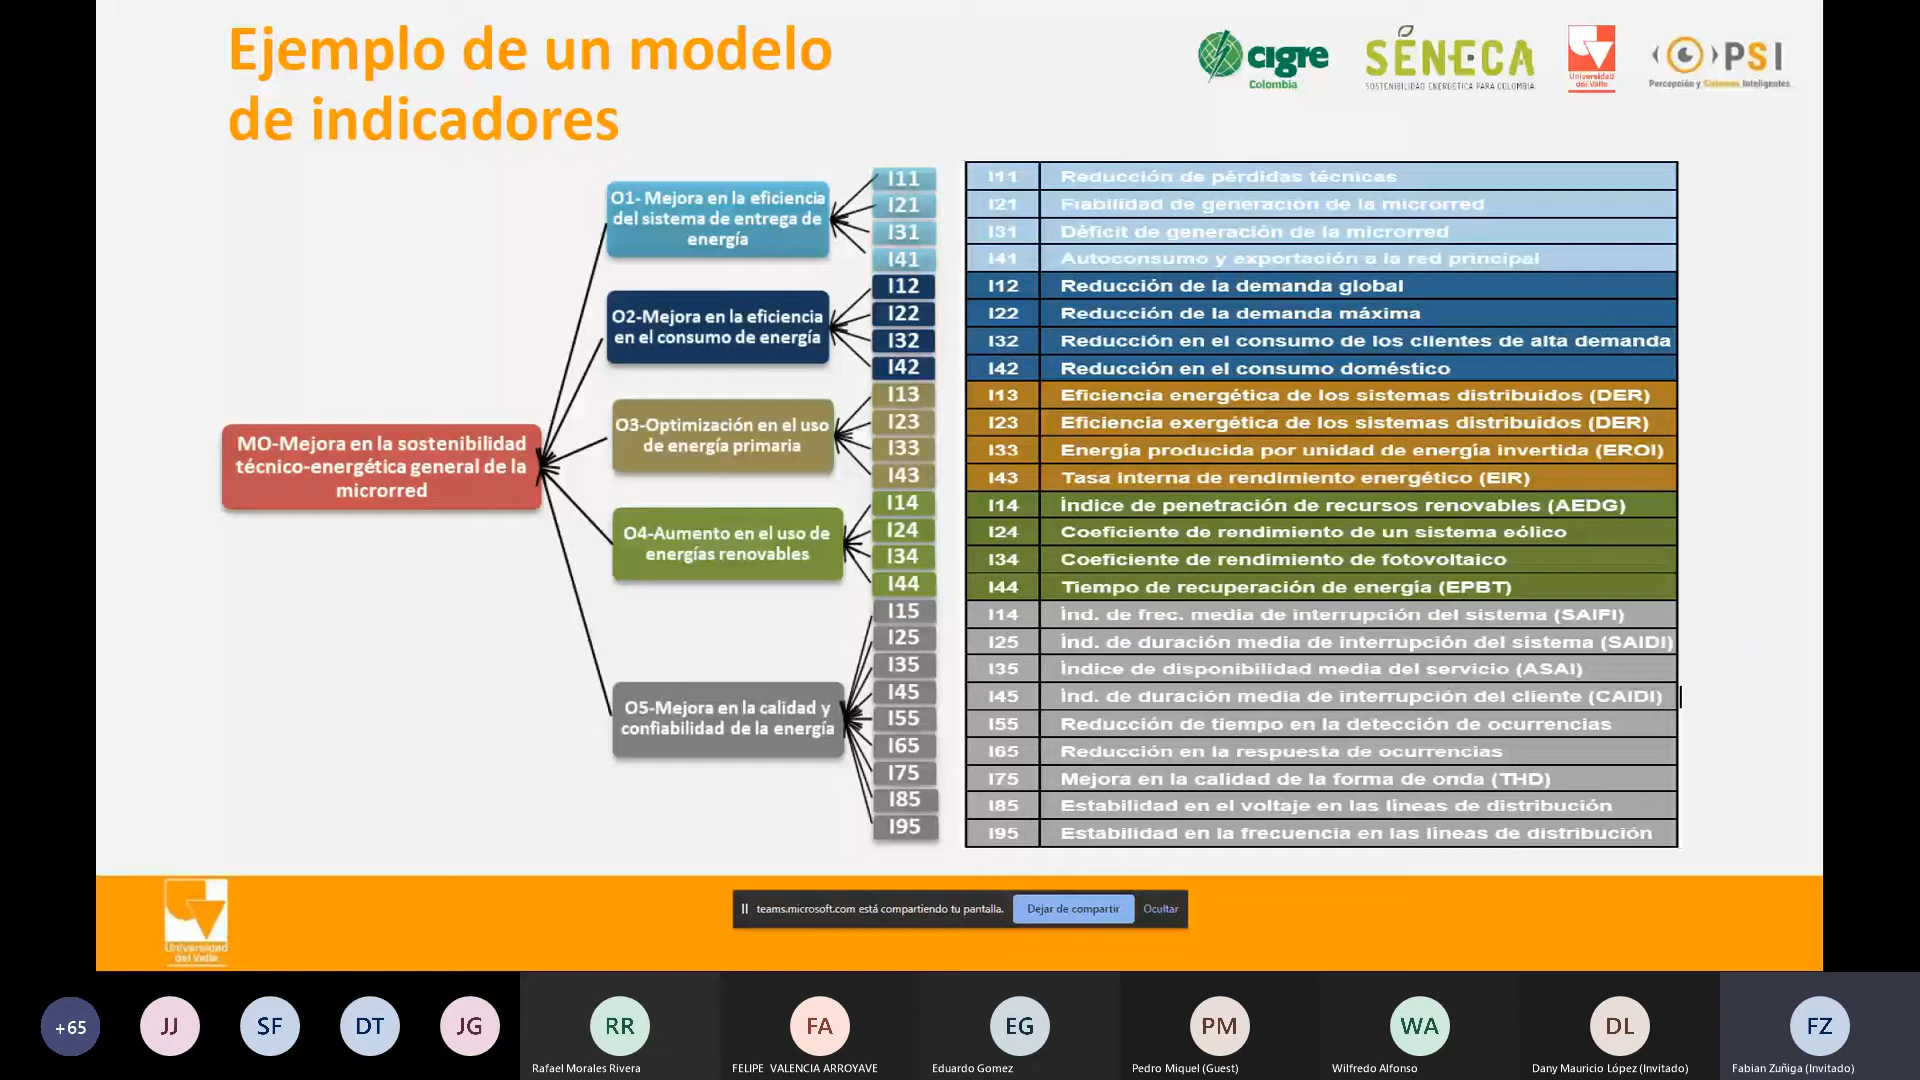 Ejemplo de un modelo
de indicadores
cigre
Colombia
SÉNECA
SOSTENIBILIDAD ENERGÉTICA PARA COLOMBIA
Universidad
del Valle
PSI
Percepción y Sistemas Inteligentes
MO-Mejora en la sostenibilidad
técnico-energética general de la
microrred
O1- Mejora en la eficiencia
del sistema de entrega de
energía
O2-Mejora en la eficiencia
en el consumo de energía
O3-Optimización en el uso
de energía primaria
O4-Aumento en el uso de
energías renovables
O5-Mejora en la calidad y
confiabilidad de la energía
I11
I21
I31
I41
I12
I22
I32
I42
I13
I23
I33
I43
I14
I24
I34
I44
I15
I25
I35
I45
I55
I65
I75
I85
I95
I11 Reducción de pérdidas técnicas
I21 Fiabilidad de generación de la microrred
I31 Déficit de generación de la microrred
I41 Autoconsumo y exportación a la red principal
I12 Reducción de la demanda global
I22 Reducción de la demanda máxima
I32 Reducción en el consumo de los clientes de alta demanda
I42 Reducción en el consumo doméstico
I13 Eficiencia energética de los sistemas distribuidos (DER)
I23 Eficiencia exergética de los sistemas distribuidos (DER)
I33 Energía producida por unidad de energía invertida (EROI)
I43 Tasa interna de rendimiento energético (EIR)
I14 Índice de penetración de recursos renovables (AEDG)
I24 Coeficiente de rendimiento de un sistema eólico
I34 Coeficiente de rendimiento de fotovoltaico
I44 Tiempo de recuperación de energía (EPBT)
I14 Índ. de frec. media de interrupción del sistema (SAIFI)
I25 Índ. de duración media de interrupción del sistema (SAIDI)
I35 Índice de disponibilidad media del servicio (ASAI)
I45 Índ. de duración media de interrupción del cliente (CAIDI)
I55 Reducción de tiempo en la detección de ocurrencias
I65 Reducción en la respuesta de ocurrencias
I75 Mejora en la calidad de la forma de onda (THD)
I85 Estabilidad en el voltaje en las líneas de distribución
I95 Estabilidad en la frecuencia en las líneas de distribución
Universidad
del Valle
teams.microsoft.com está compartiendo tu pantalla. Dejar de compartir Ocultar
+65 JJ SF DT JG RR FA EG PM WA DL FZ
Rafael Morales Rivera FELIPE VALENCIA ARROYAVE Eduardo Gomez Pedro Miquel (Guest) Wilfredo Alfonso Dany Mauricio López (Invitado) Fabian Zuñiga (Invitado)